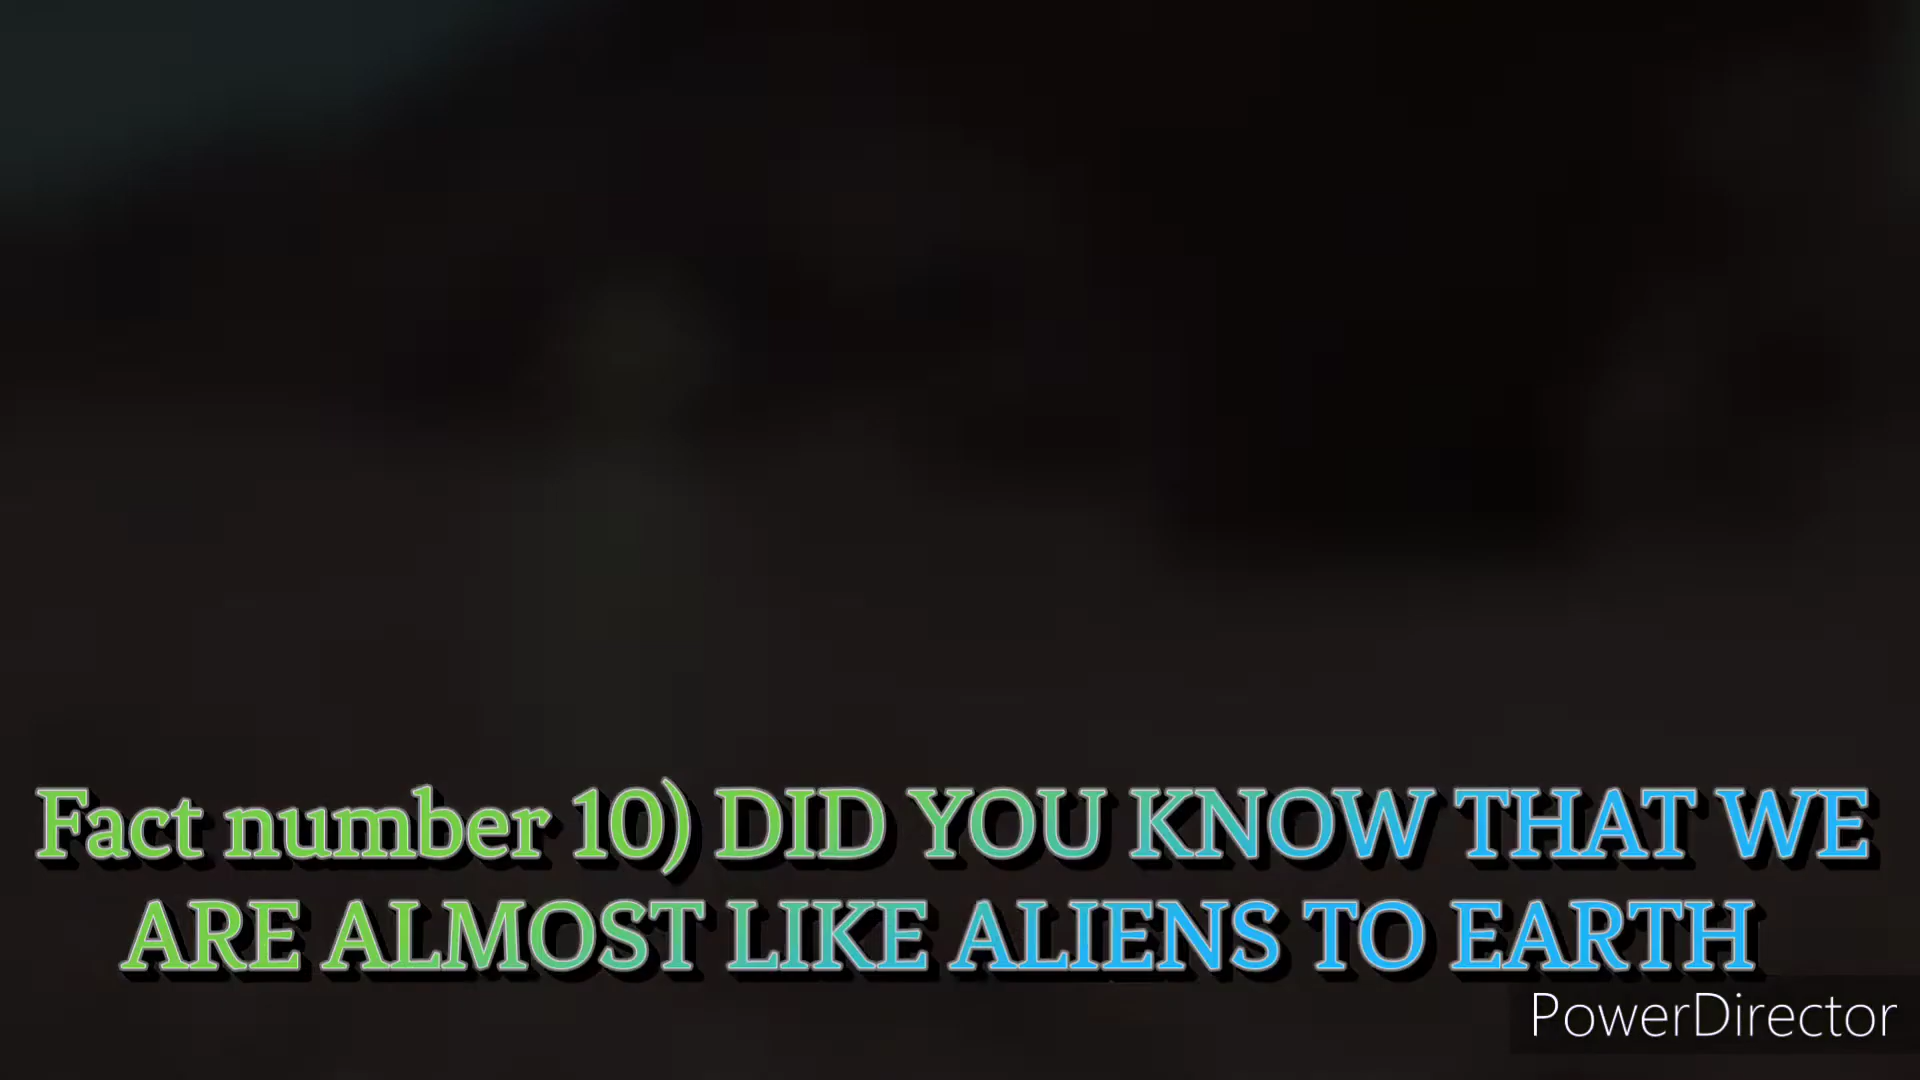 Fact number 10) DID YOU KNOW THAT WE
ARE ALMOST LIKE ALIENS TO EARTH
PowerDirector